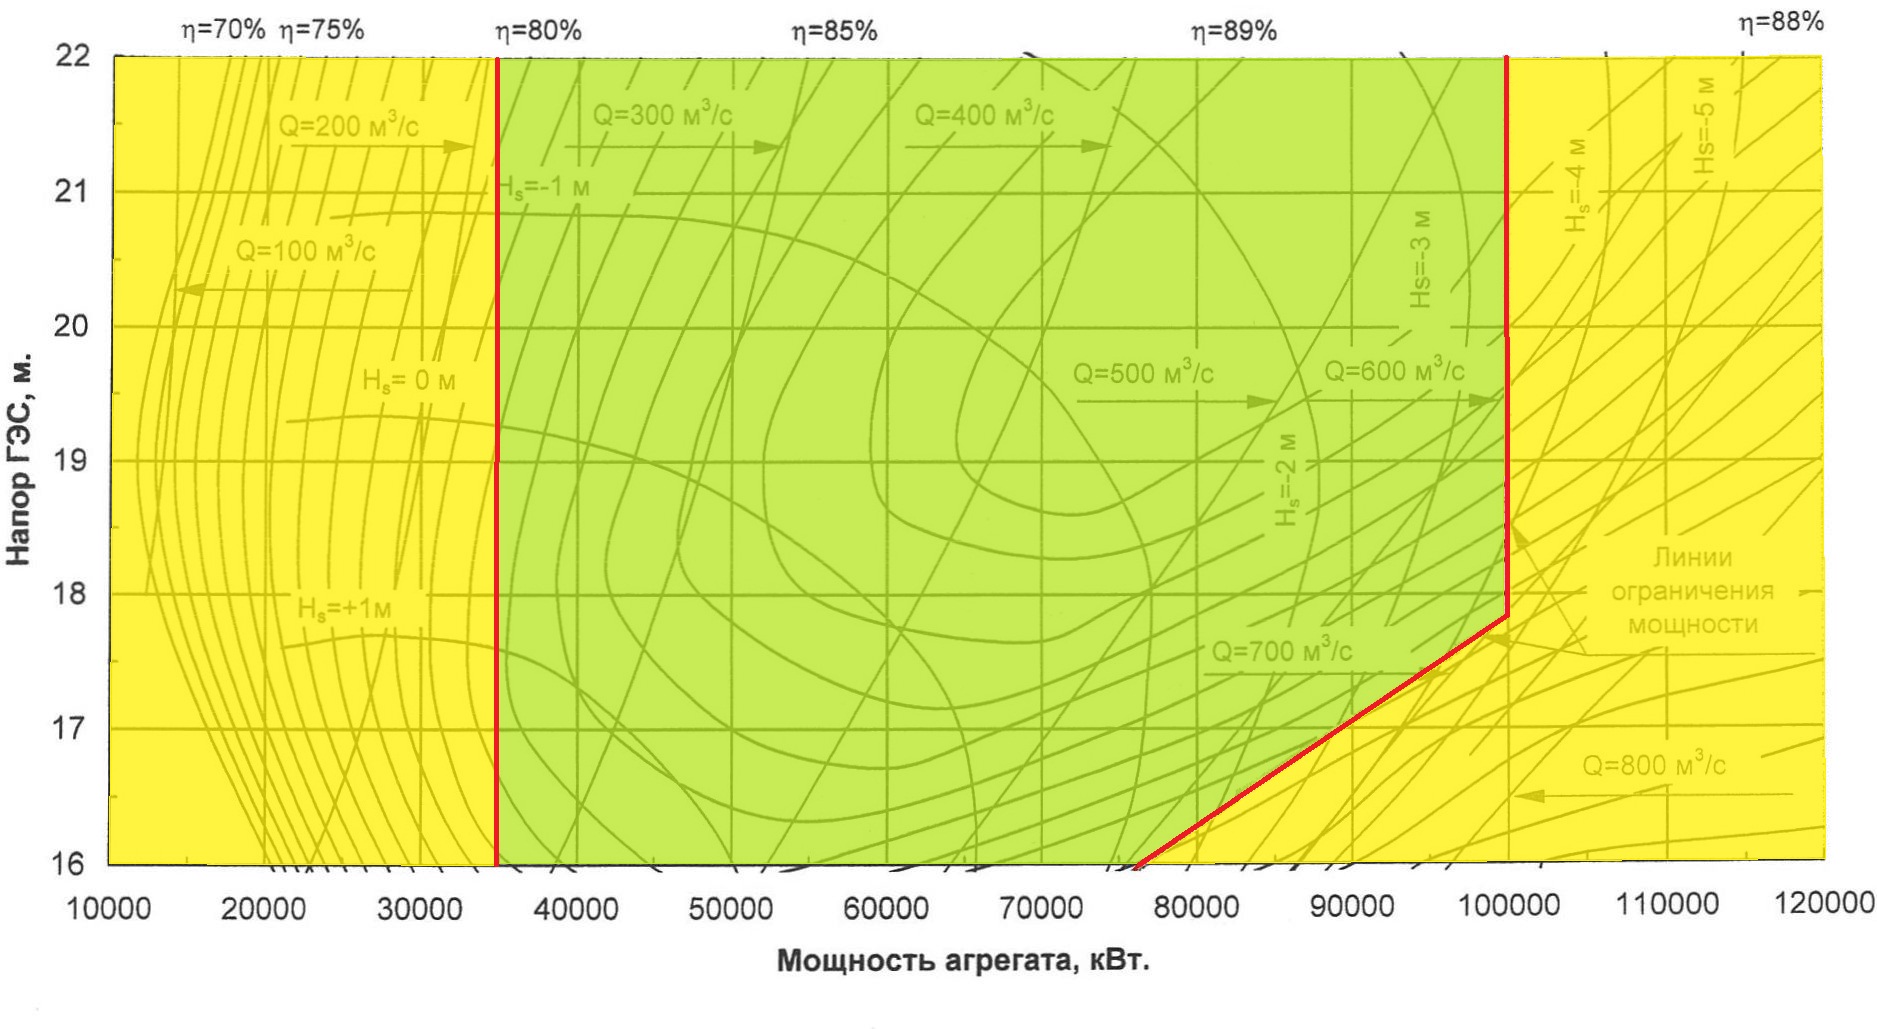 η=70% η=75% η=80% η=85% η=89% η=88%
22
Q=200 м³/с
Q=300 м³/с
Q=400 м³/с
Hs=-5 м
Hs=-4 м
Hs=-1 м
21
Q=100 м³/с
Hs=-3 м
20
Hs= 0 м
Q=500 м³/с
Q=600 м³/с
19
Hs=-2 м
Линии
ограничения
мощности
18
Hs=+1м
Q=700 м³/с
17
Q=800 м³/с
16
Напор ГЭС, м.
10000 20000 30000 40000 50000 60000 70000 80000 90000 100000 110000 120000
Мощность агрегата, кВт.